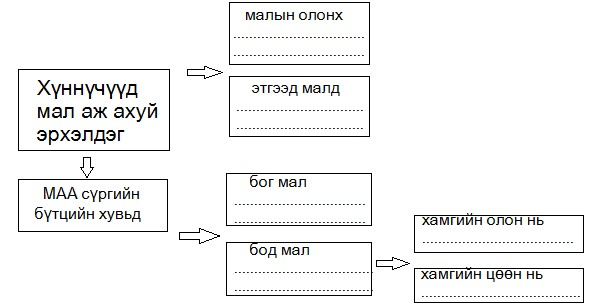 малын олонх
этгээд малд
Хүннүчүүд
мал аж ахуй
эрхэлдэг
МАА сүргийн
бүтцийн хувьд
бог мал
бод мал
хамгийн олон нь
хамгийн цөөн нь